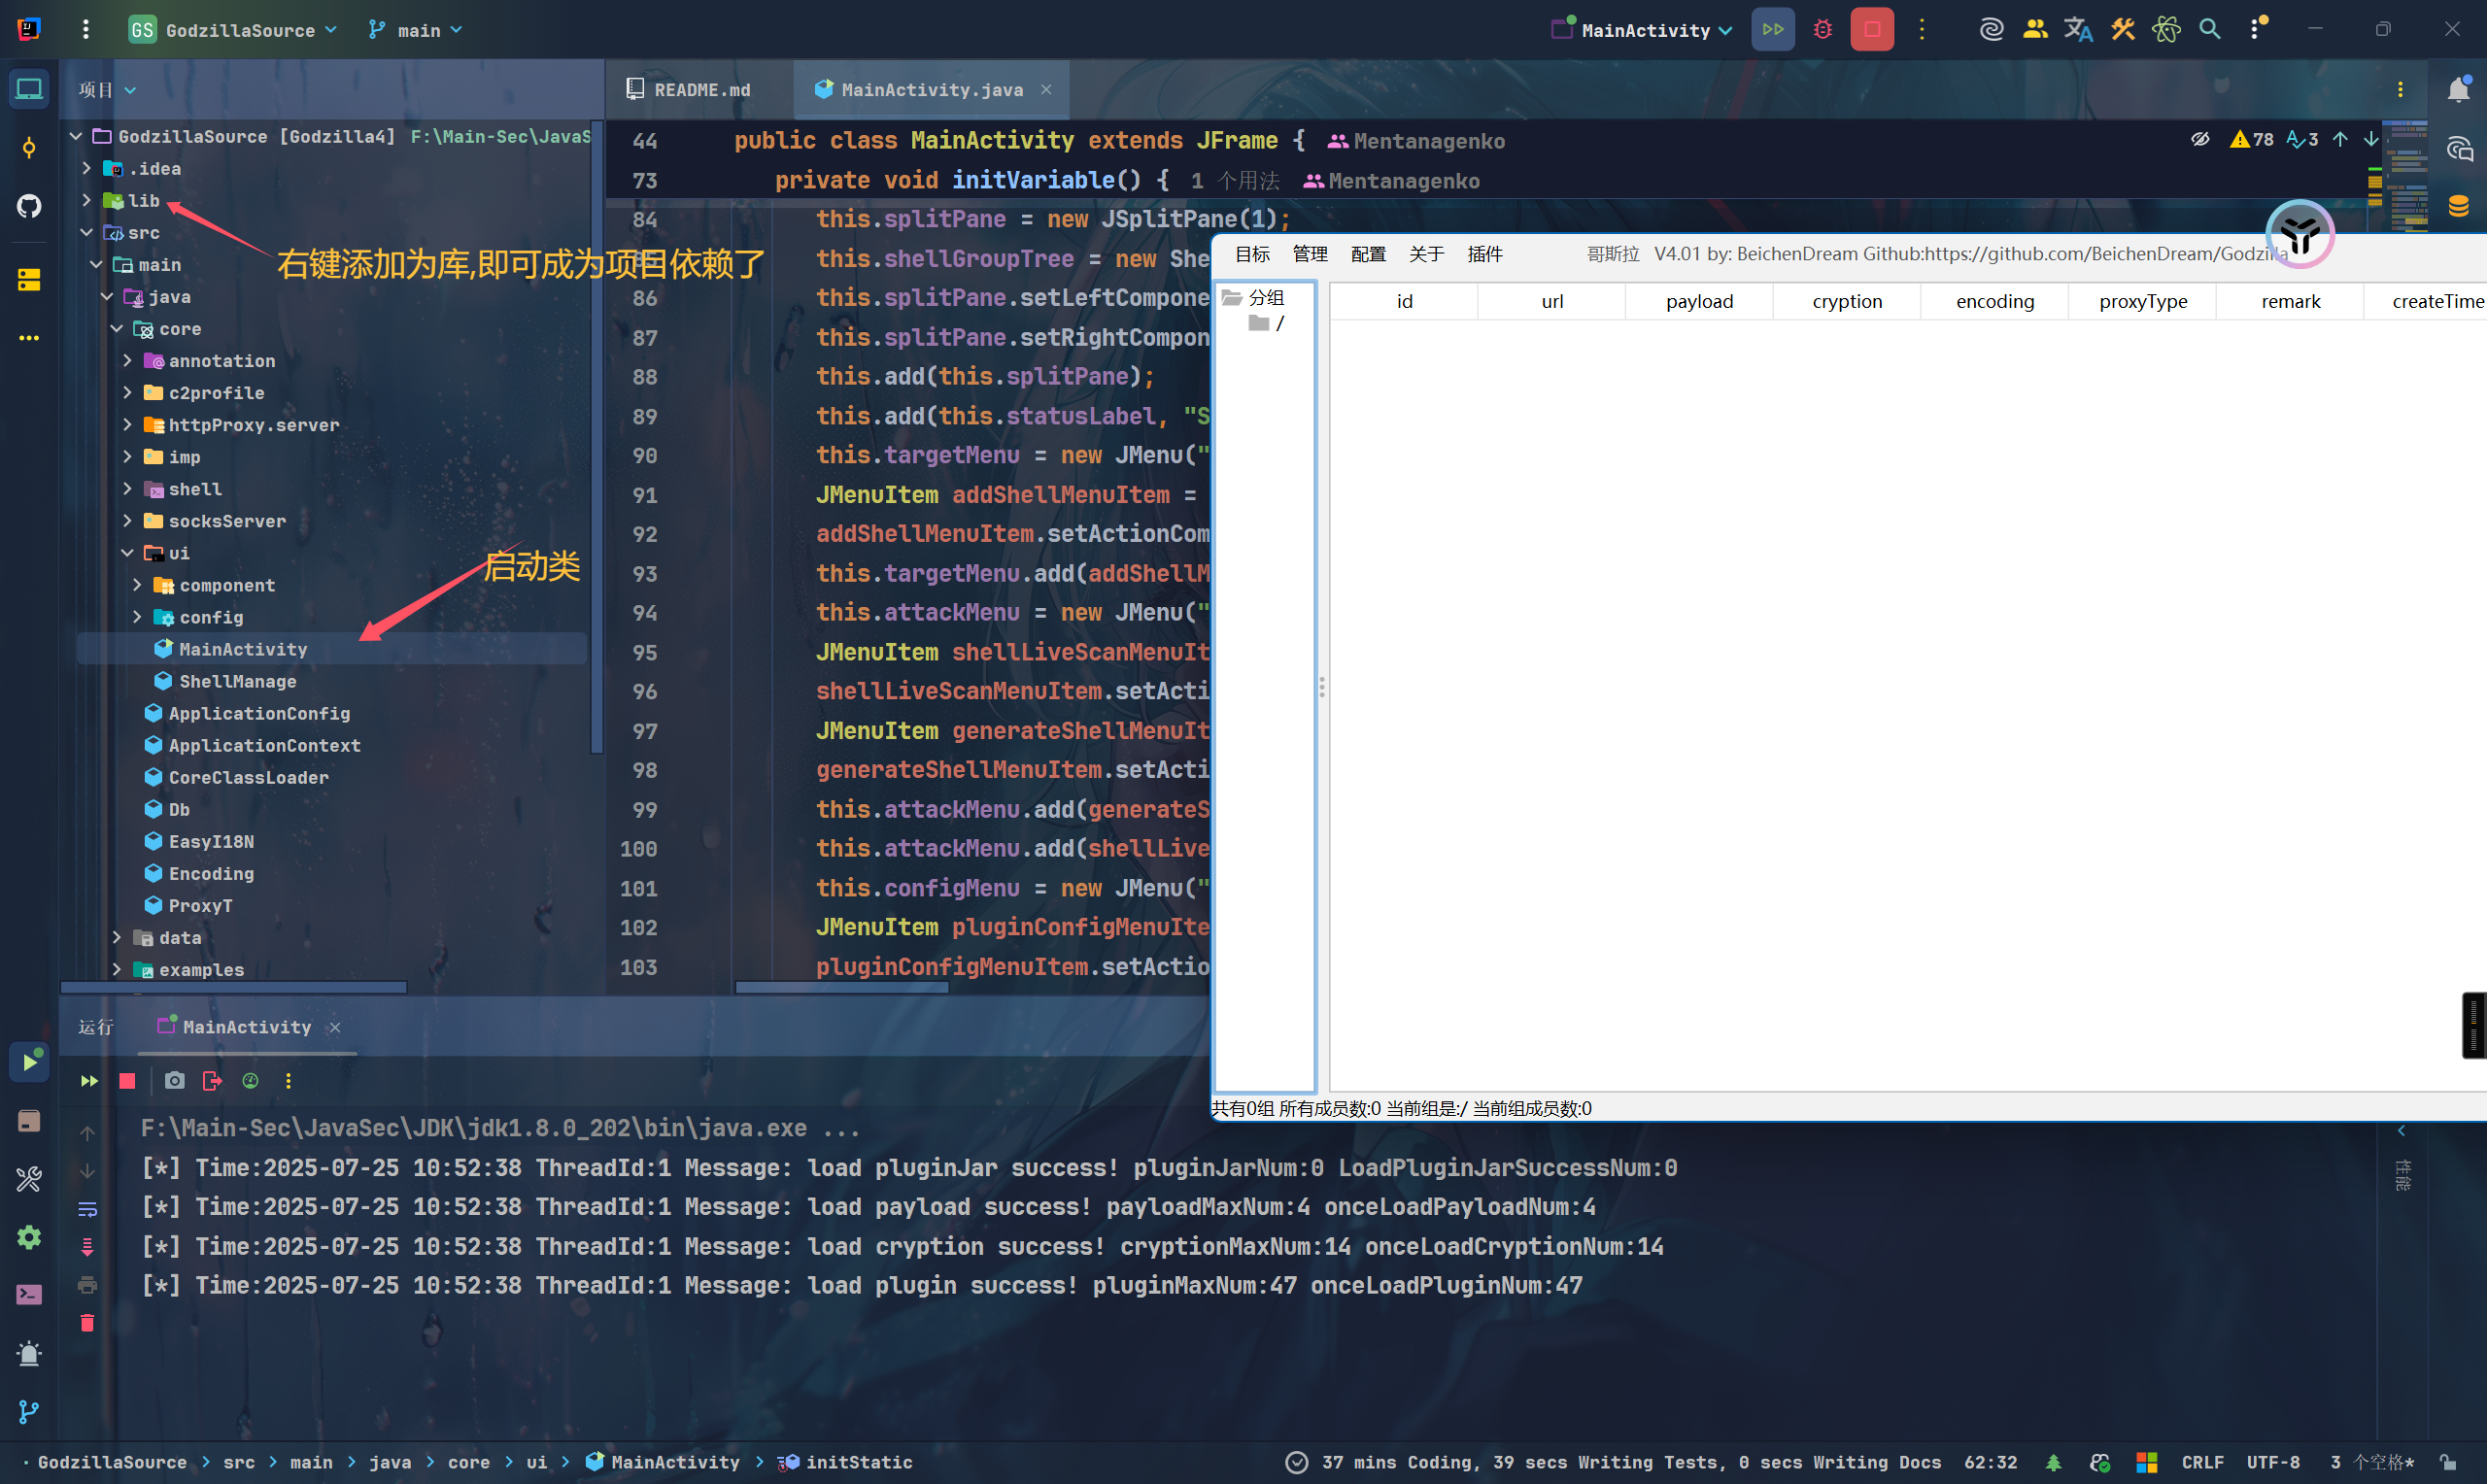 GS GodzillaSource main MainActivity
项目
README.md MainActivity.java
GodzillaSource [Godzilla4] F:\Main-Sec\JavaS
.idea
lib
src
main
java
core
annotation
c2profile
httpProxy.server
imp
shell
socksServer
ui
component
config
MainActivity
ShellManage
ApplicationConfig
ApplicationContext
CoreClassLoader
Db
EasyI18N
Encoding
ProxyT
data
examples
右键添加为库,即可成为项目依赖了
启动类
44 public class MainActivity extends JFrame { Mentanagenko
73 private void initVariable() { 1 个用法 Mentanagenko
78 3
84 this.splitPane = new JSplitPane(1);
this.shellGroupTree = new She
86 this.splitPane.setLeftCompone
87 this.splitPane.setRightCompon
88 this.add(this.splitPane);
89 this.add(this.statusLabel, "S
90 this.targetMenu = new JMenu("
91 JMenuItem addShellMenuItem =
92 addShellMenuItem.setActionCom
93 this.targetMenu.add(addShellM
94 this.attackMenu = new JMenu("
95 JMenuItem shellLiveScanMenuIt
96 shellLiveScanMenuItem.setActi
97 JMenuItem generateShellMenuIt
98 generateShellMenuItem.setActi
99 this.attackMenu.add(generateS
100 this.attackMenu.add(shellLive
101 this.configMenu = new JMenu("
102 JMenuItem pluginConfigMenuIte
103 pluginConfigMenuItem.setActio
目标 管理 配置 关于 插件 哥斯拉 V4.01 by: BeichenDream Github:https://github.com/BeichenDream/Godzilla
分组
/
id url payload cryption encoding proxyType remark createTime
共有0组 所有成员数:0 当前组是:/ 当前组成员数:0
运行 MainActivity
F:\Main-Sec\JavaSec\JDK\jdk1.8.0_202\bin\java.exe ...
[*] Time:2025-07-25 10:52:38 ThreadId:1 Message: load pluginJar success! pluginJarNum:0 LoadPluginJarSuccessNum:0
[*] Time:2025-07-25 10:52:38 ThreadId:1 Message: load payload success! payloadMaxNum:4 onceLoadPayloadNum:4
[*] Time:2025-07-25 10:52:38 ThreadId:1 Message: load cryption success! cryptionMaxNum:14 onceLoadCryptionNum:14
[*] Time:2025-07-25 10:52:38 ThreadId:1 Message: load plugin success! pluginMaxNum:47 onceLoadPluginNum:47
性能
GodzillaSource > src > main > java > core > ui > MainActivity > initStatic
37 mins Coding, 39 secs Writing Tests, 0 secs Writing Docs 62:32 CRLF UTF-8 3 个空格*